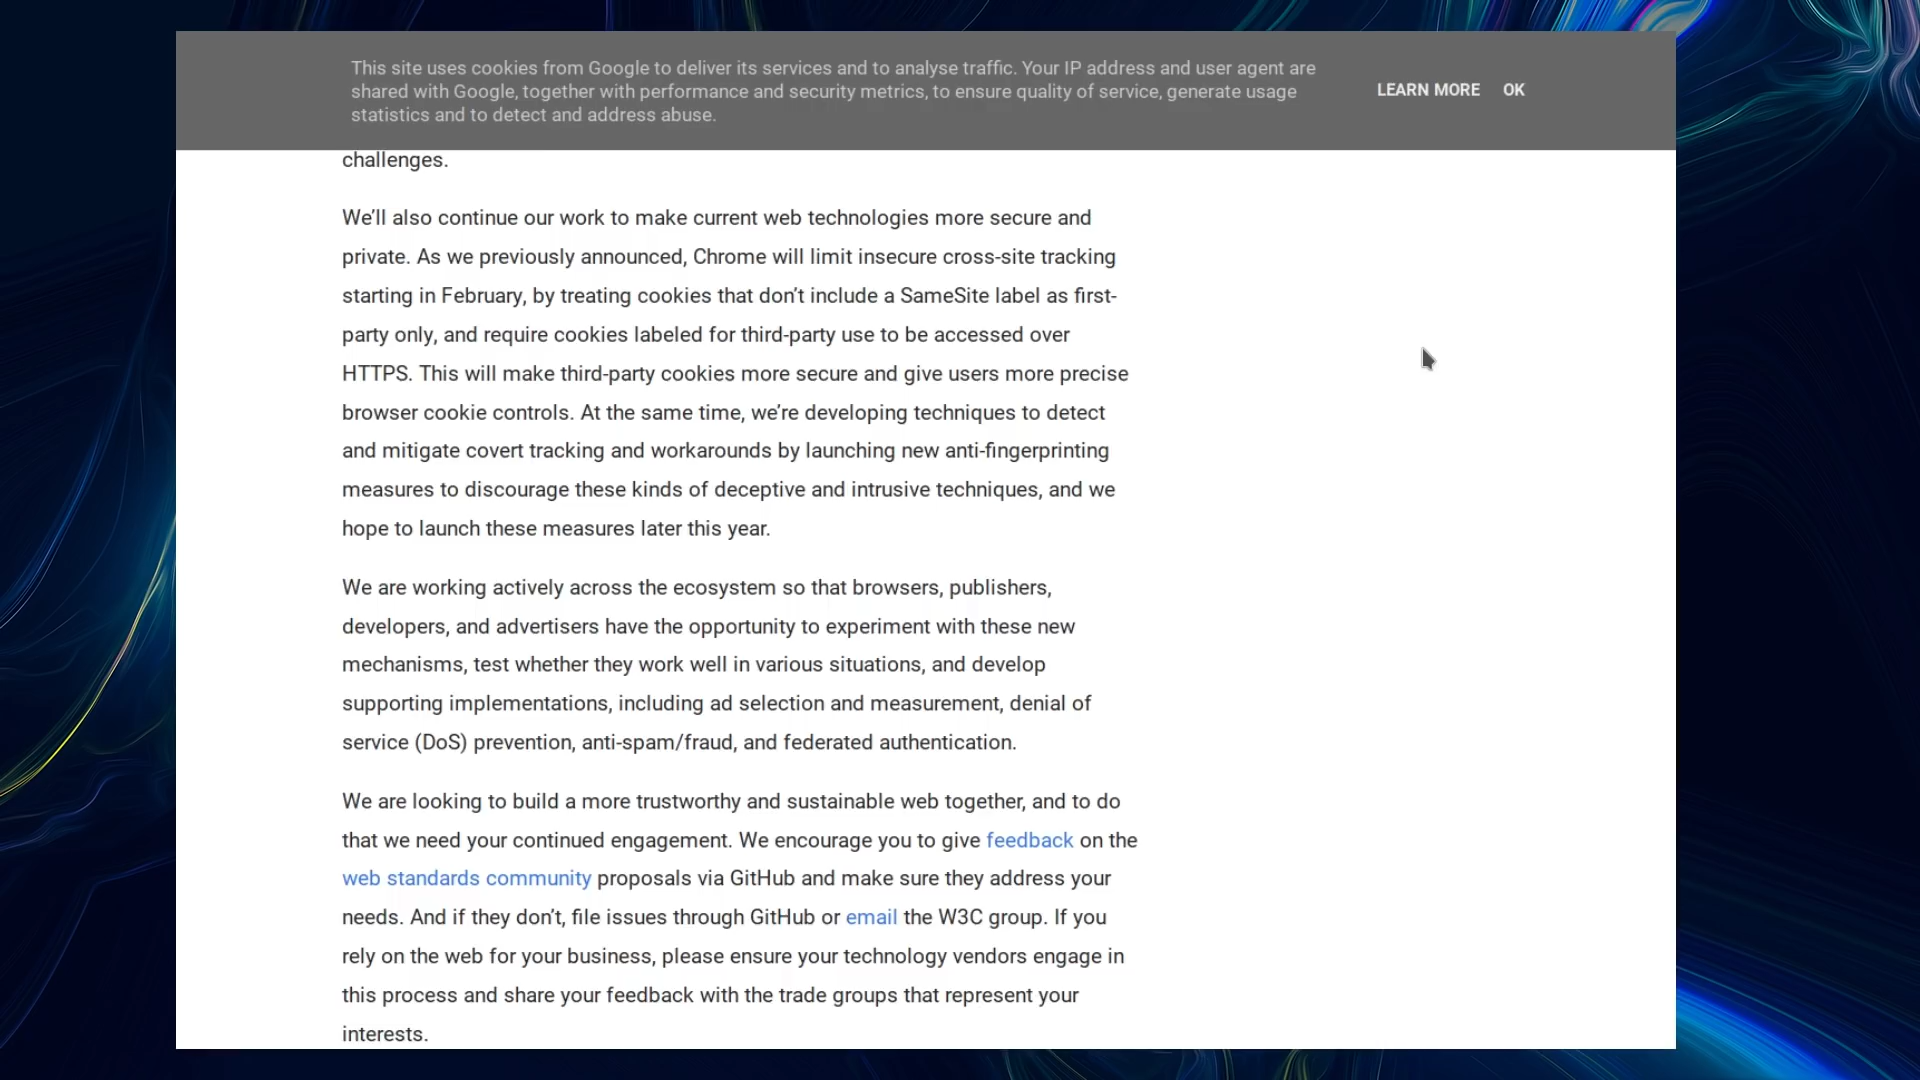 This site uses cookies from Google to deliver its services and to analyse traffic. Your IP address and user agent are
shared with Google, together with performance and security metrics, to ensure quality of service, generate usage
statistics and to detect and address abuse.
LEARN MORE OK
challenges.
We’ll also continue our work to make current web technologies more secure and
private. As we previously announced, Chrome will limit insecure cross-site tracking
starting in February, by treating cookies that don’t include a SameSite label as first-
party only, and require cookies labeled for third-party use to be accessed over
HTTPS. This will make third-party cookies more secure and give users more precise
browser cookie controls. At the same time, we’re developing techniques to detect
and mitigate covert tracking and workarounds by launching new anti-fingerprinting
measures to discourage these kinds of deceptive and intrusive techniques, and we
hope to launch these measures later this year.
We are working actively across the ecosystem so that browsers, publishers,
developers, and advertisers have the opportunity to experiment with these new
mechanisms, test whether they work well in various situations, and develop
supporting implementations, including ad selection and measurement, denial of
service (DoS) prevention, anti-spam/fraud, and federated authentication.
We are looking to build a more trustworthy and sustainable web together, and to do
that we need your continued engagement. We encourage you to give feedback on the
web standards community proposals via GitHub and make sure they address your
needs. And if they don’t, file issues through GitHub or email the W3C group. If you
rely on the web for your business, please ensure your technology vendors engage in
this process and share your feedback with the trade groups that represent your
interests.